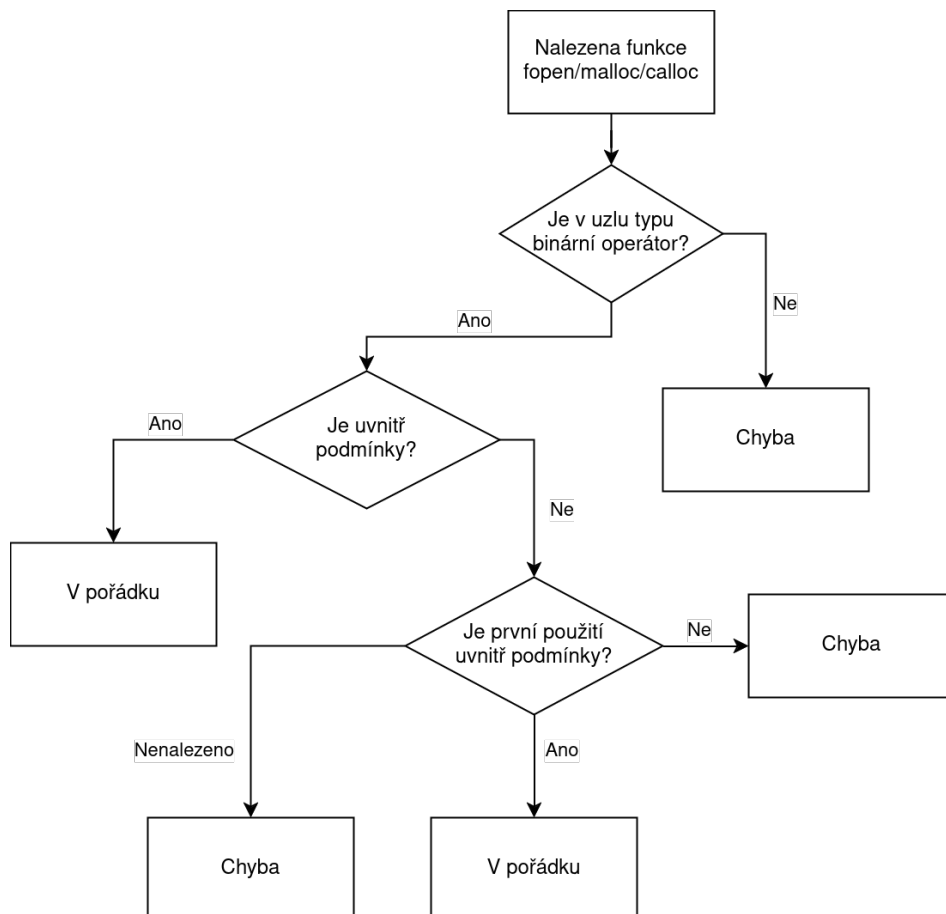 Nalezena funkce
fopen/malloc/calloc
Je v uzlu typu
binární operátor?
Ne
Ano
Chyba
Je uvnitř
podmínky?
Ano
Ne
V pořádku
Je první použití
uvnitř podmínky?
Ne
Chyba
Nenalezeno
Ano
Chyba
V pořádku